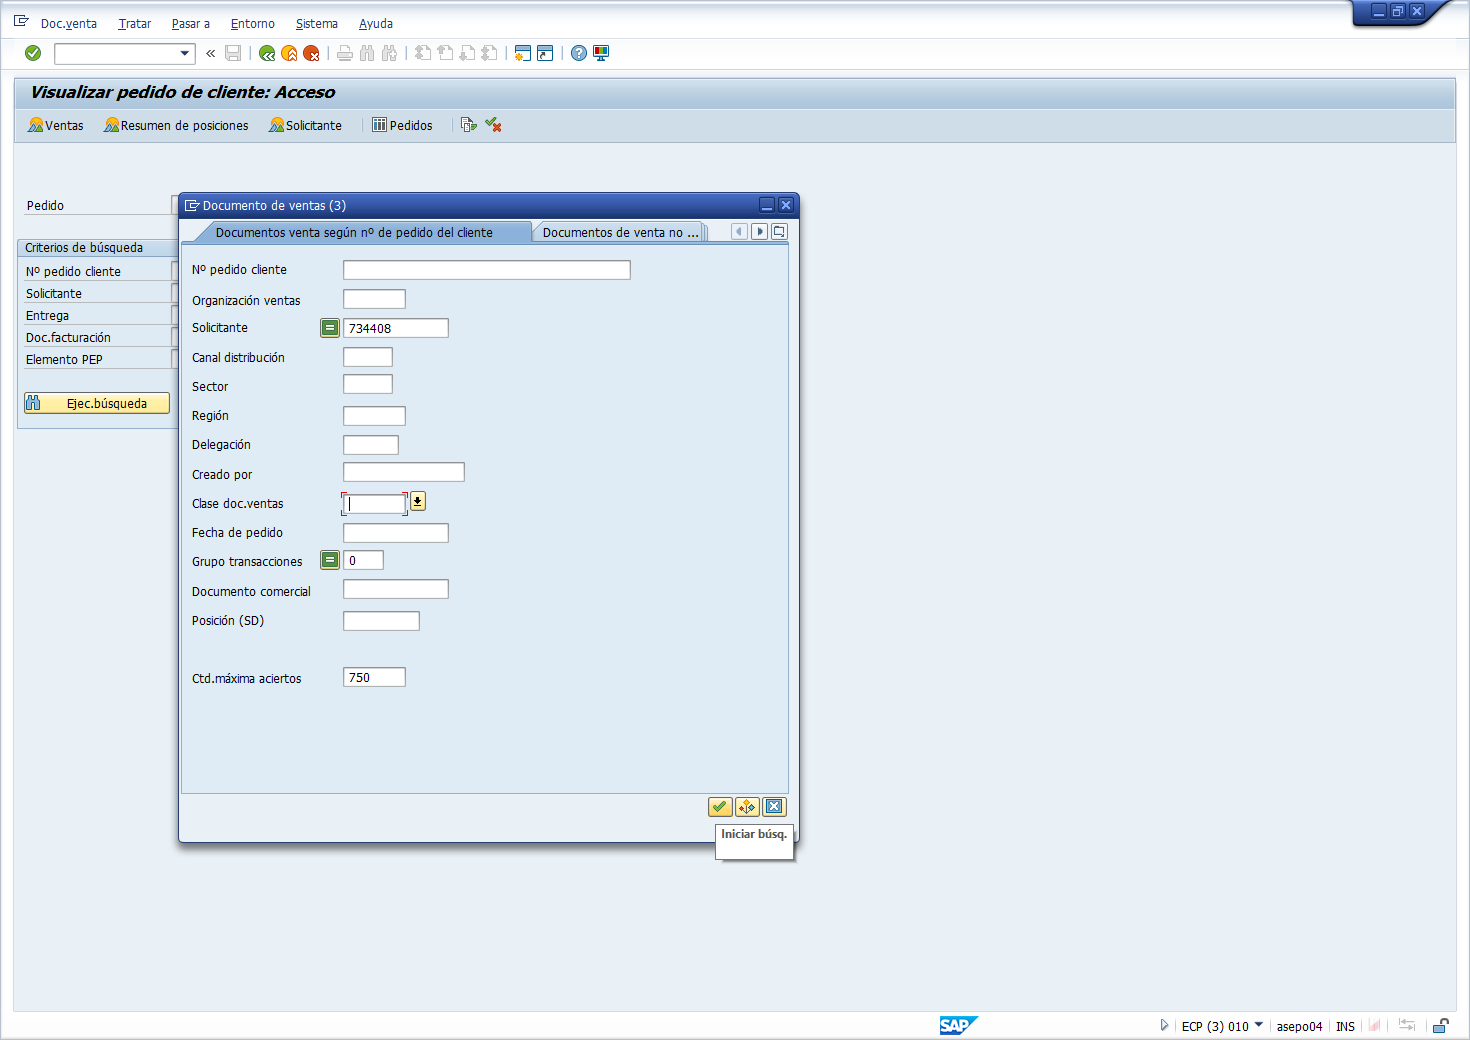 Doc.venta Tratar Pasar a Entorno Sistema Ayuda
Visualizar pedido de cliente: Acceso
Ventas Resumen de posiciones Solicitante Pedidos
Pedido
Criterios de búsqueda
Nº pedido cliente
Solicitante
Entrega
Doc.facturación
Elemento PEP
Ejec.búsqueda
Documento de ventas (3)
Documentos venta según nº de pedido del cliente Documentos de venta no ...
Nº pedido cliente
Organización ventas
Solicitante 734408
Canal distribución
Sector
Región
Delegación
Creado por
Clase doc.ventas
Fecha de pedido
Grupo transacciones 0
Documento comercial
Posición (SD)
Ctd.máxima aciertos 750
Iniciar búsq.
SAP ECP (3) 010 asepo04 INS